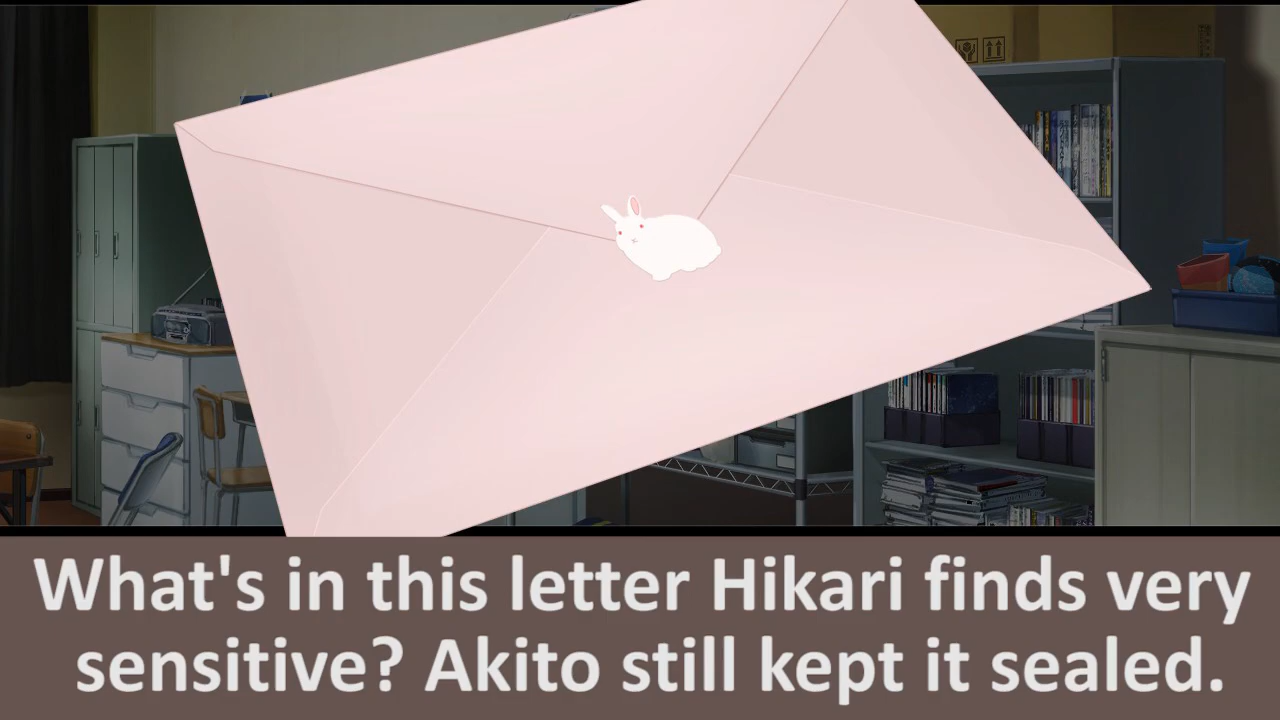 What's in this letter Hikari finds very
sensitive? Akito still kept it sealed.